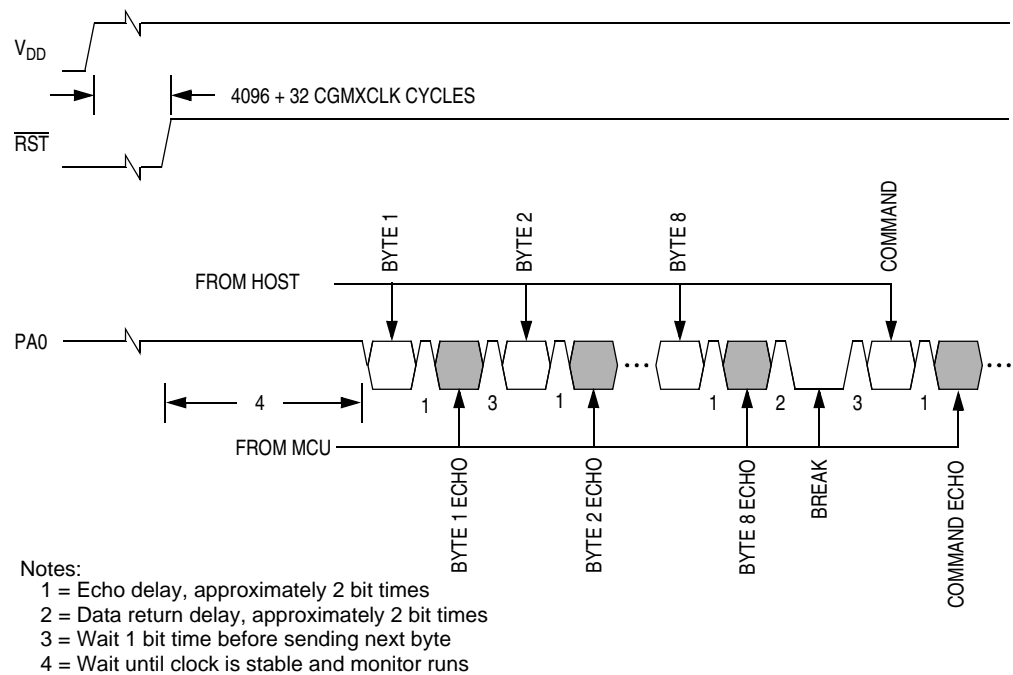 VDD
4096 + 32 CGMXCLK CYCLES
RST
BYTE 1
BYTE 2
BYTE 8
COMMAND
FROM HOST
PA0
1
3
1
1
2
3
1
4
FROM MCU
BYTE 1 ECHO
BYTE 2 ECHO
BYTE 8 ECHO
BREAK
COMMAND ECHO
Notes:
1 = Echo delay, approximately 2 bit times
2 = Data return delay, approximately 2 bit times
3 = Wait 1 bit time before sending next byte
4 = Wait until clock is stable and monitor runs